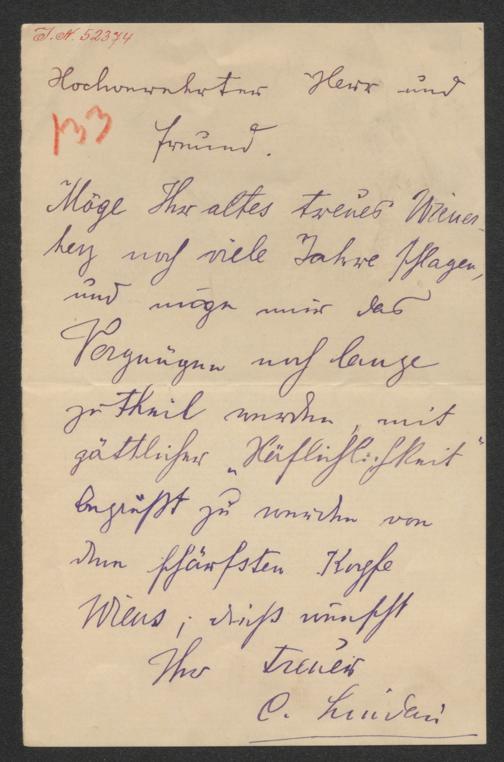 I. N. 52374
Hochverehrter Herr und
133
Freund.
Möge Ihr altes treues Wiener-
herz noch viele Jahre schlagen,
und möge mir das
Vergnügen noch lange
zu Theil werden, mit
göttlicher „Höflichkeit"
begrüßt zu werden von
dem schärfsten Kopfe
Wiens; dieß wünscht
Ihr treuer
C. Lindau